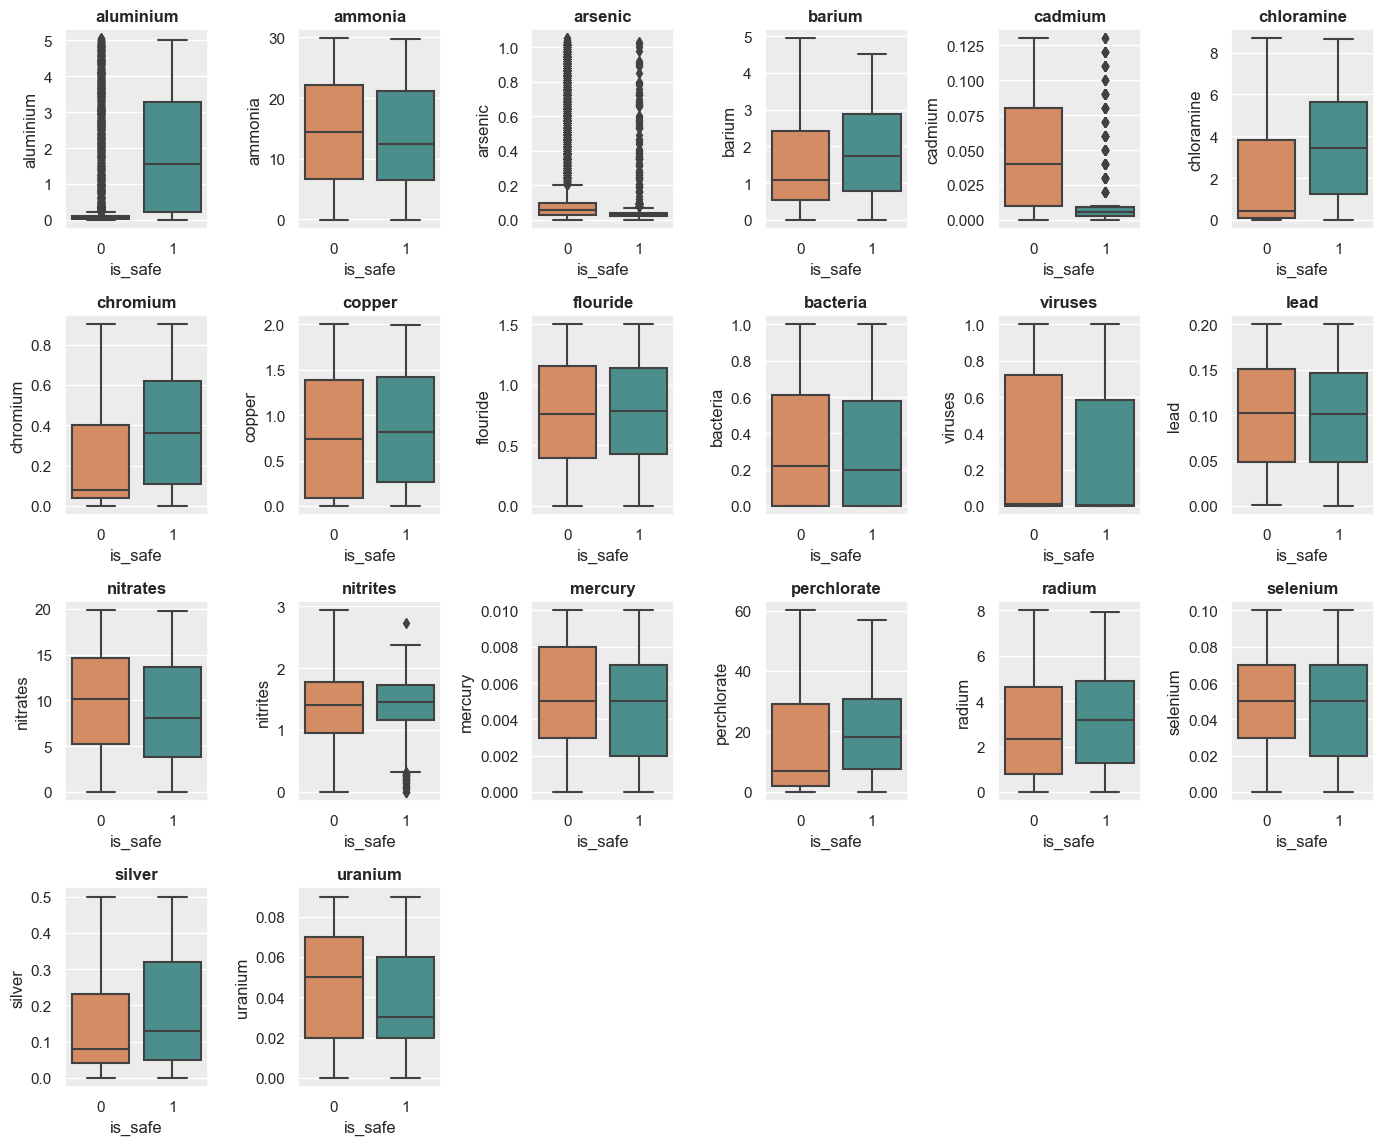 aluminium
ammonia
arsenic
barium
cadmium
chloramine
5
4
3
2
1
0
aluminium
0
1
is_safe
30
20
10
0
ammonia
0
1
is_safe
1.0
0.8
0.6
0.4
0.2
0.0
arsenic
0
1
is_safe
5
4
3
2
1
0
barium
0
1
is_safe
0.125
0.100
0.075
0.050
0.025
0.000
cadmium
0
1
is_safe
8
6
4
2
0
chloramine
0
1
is_safe
chromium
copper
flouride
bacteria
viruses
lead
0.8
0.6
0.4
0.2
0.0
chromium
0
1
is_safe
2.0
1.5
1.0
0.5
0.0
copper
0
1
is_safe
1.5
1.0
0.5
0.0
flouride
0
1
is_safe
1.0
0.8
0.6
0.4
0.2
0.0
bacteria
0
1
is_safe
1.0
0.8
0.6
0.4
0.2
0.0
viruses
0
1
is_safe
0.20
0.15
0.10
0.05
0.00
lead
0
1
is_safe
nitrates
nitrites
mercury
perchlorate
radium
selenium
20
15
10
5
0
nitrates
0
1
is_safe
3
2
1
0
nitrites
0
1
is_safe
0.010
0.008
0.006
0.004
0.002
0.000
mercury
0
1
is_safe
60
40
20
0
perchlorate
0
1
is_safe
8
6
4
2
0
radium
0
1
is_safe
0.10
0.08
0.06
0.04
0.02
0.00
selenium
0
1
is_safe
silver
uranium
0.5
0.4
0.3
0.2
0.1
0.0
silver
0
1
is_safe
0.08
0.06
0.04
0.02
0.00
uranium
0
1
is_safe